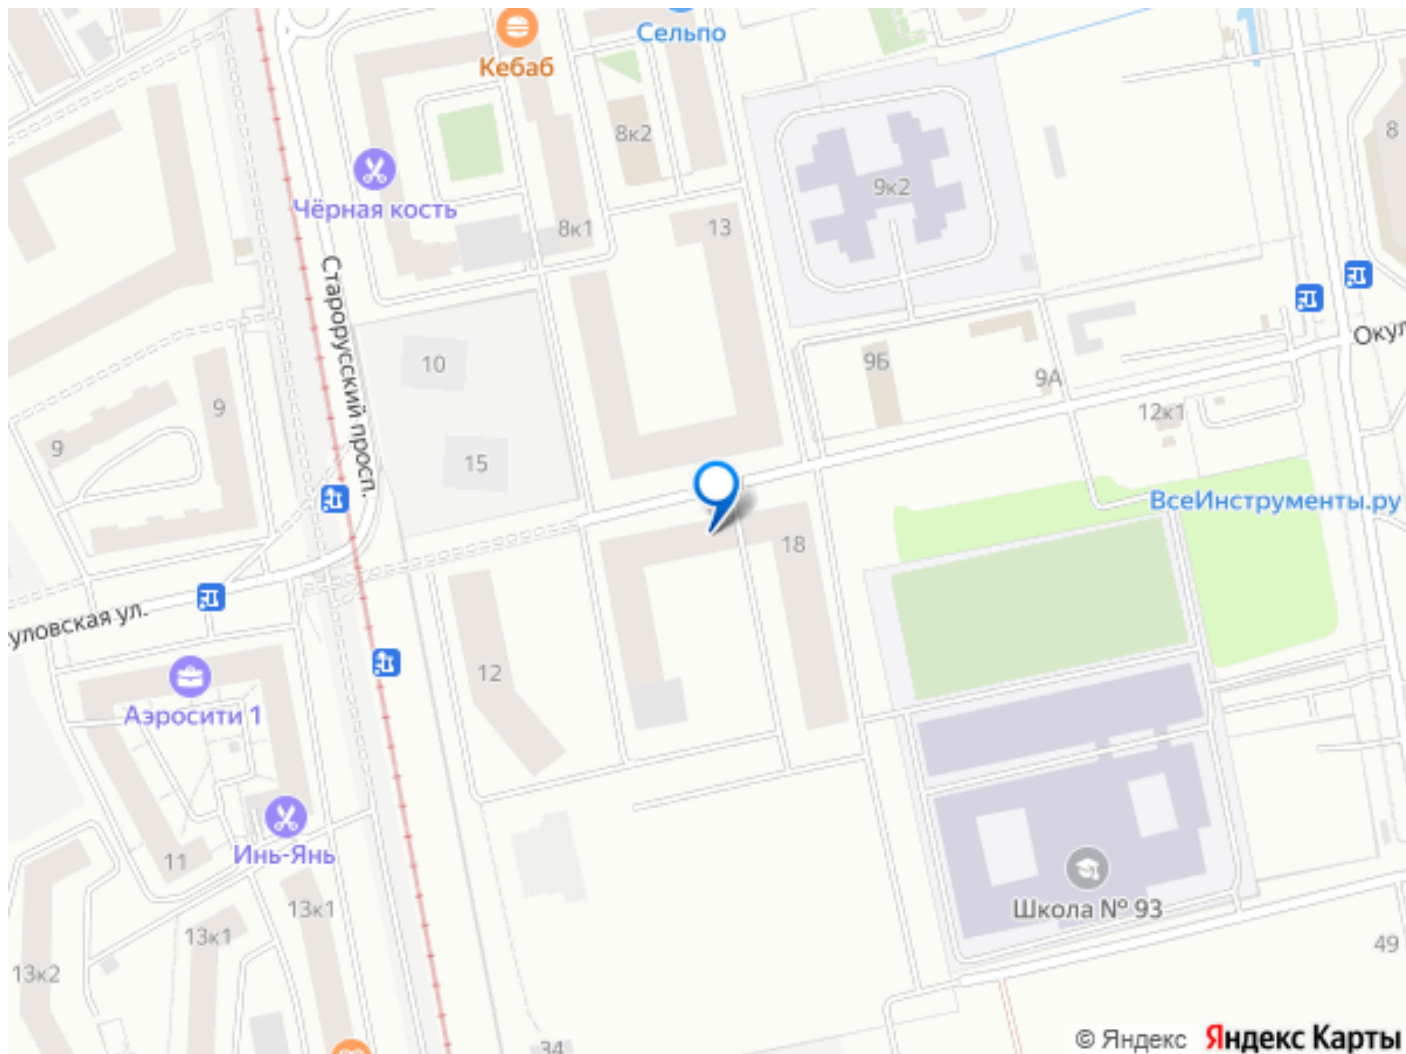 Сельпо
Кебаб
8к2
8
9к2
Чёрная кость
8к1
13
Старорусский просп.
Окул
10
9Б
9А
9
12к1
9
15
ВсеИнструменты.ру
18
уловская ул.
12
Аэросити 1
Инь-Янь
11
Школа № 93
13к1
13к1
49
13к2
34
© Яндекс Яндекс Карты